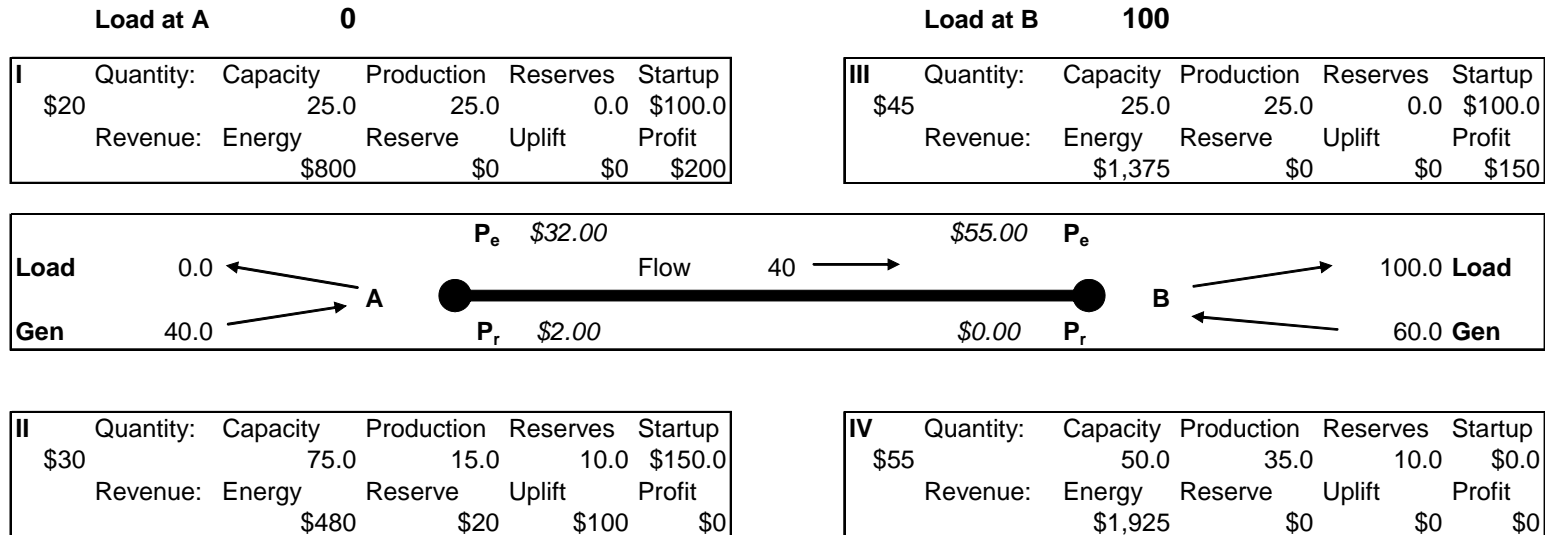 Load at A 0 Load at B 100
I Quantity: Capacity Production Reserves Startup
$20 25.0 25.0 0.0 $100.0
Revenue: Energy Reserve Uplift Profit
$800 $0 $0 $200
III Quantity: Capacity Production Reserves Startup
$45 25.0 25.0 0.0 $100.0
Revenue: Energy Reserve Uplift Profit
$1,375 $0 $0 $150
Pe $32.00 $55.00 Pe
Load 0.0 Flow 40 100.0 Load
A B
Gen 40.0 Pr $2.00 $0.00 Pr 60.0 Gen
II Quantity: Capacity Production Reserves Startup
$30 75.0 15.0 10.0 $150.0
Revenue: Energy Reserve Uplift Profit
$480 $20 $100 $0
IV Quantity: Capacity Production Reserves Startup
$55 50.0 35.0 10.0 $0.0
Revenue: Energy Reserve Uplift Profit
$1,925 $0 $0 $0